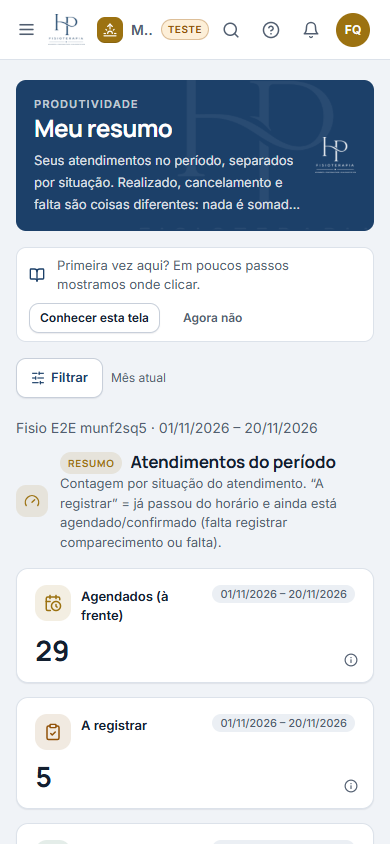 HP
FISIOTERAPIA
M..
TESTE
FQ
PRODUTIVIDADE
Meu resumo
Seus atendimentos no período, separados
por situação. Realizado, cancelamento e
falta são coisas diferentes: nada é somad...
HP
FISIOTERAPIA
Primeira vez aqui? Em poucos passos
mostramos onde clicar.
Conhecer esta tela
Agora não
Filtrar
Mês atual
Fisio E2E munf2sq5 · 01/11/2026 – 20/11/2026
RESUMO
Atendimentos do período
Contagem por situação do atendimento. “A
registrar” = já passou do horário e ainda está
agendado/confirmado (falta registrar
comparecimento ou falta).
Agendados (à
frente)
01/11/2026 – 20/11/2026
29
A registrar
01/11/2026 – 20/11/2026
5